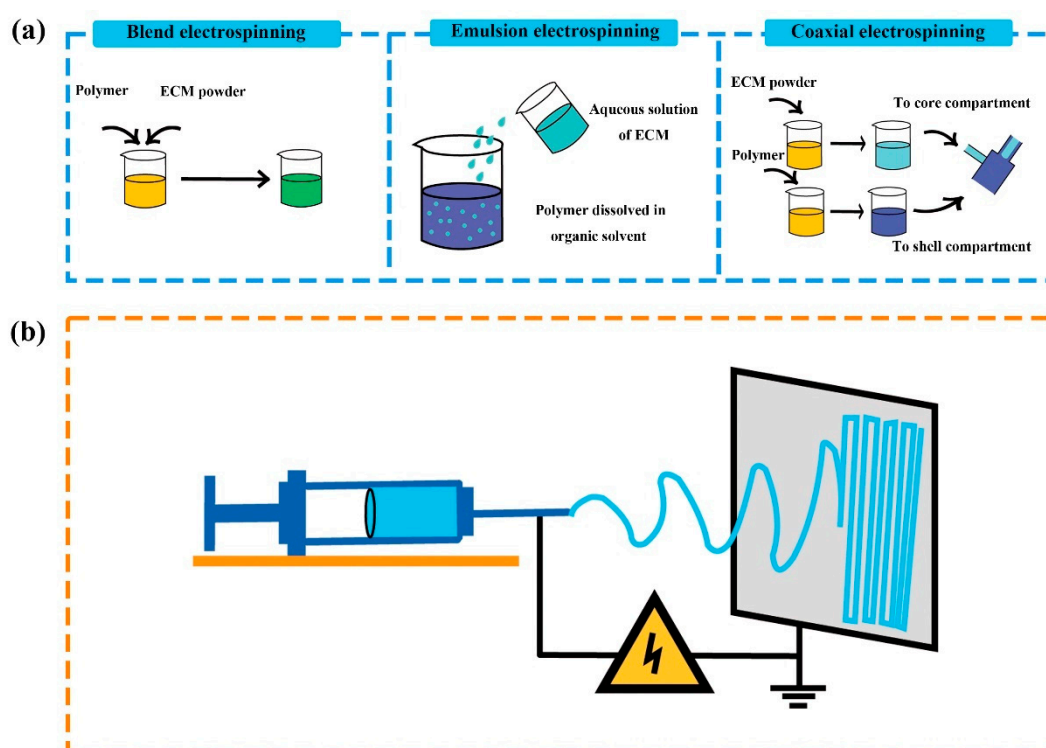 (a)
Blend electrospinning
Emulsion electrospinning
Coaxial electrospinning
Polymer
ECM powder
Aqueous solution
of ECM
Polymer dissolved in
organic solvent
ECM powder
To core compartment
Polymer
To shell compartment
(b)